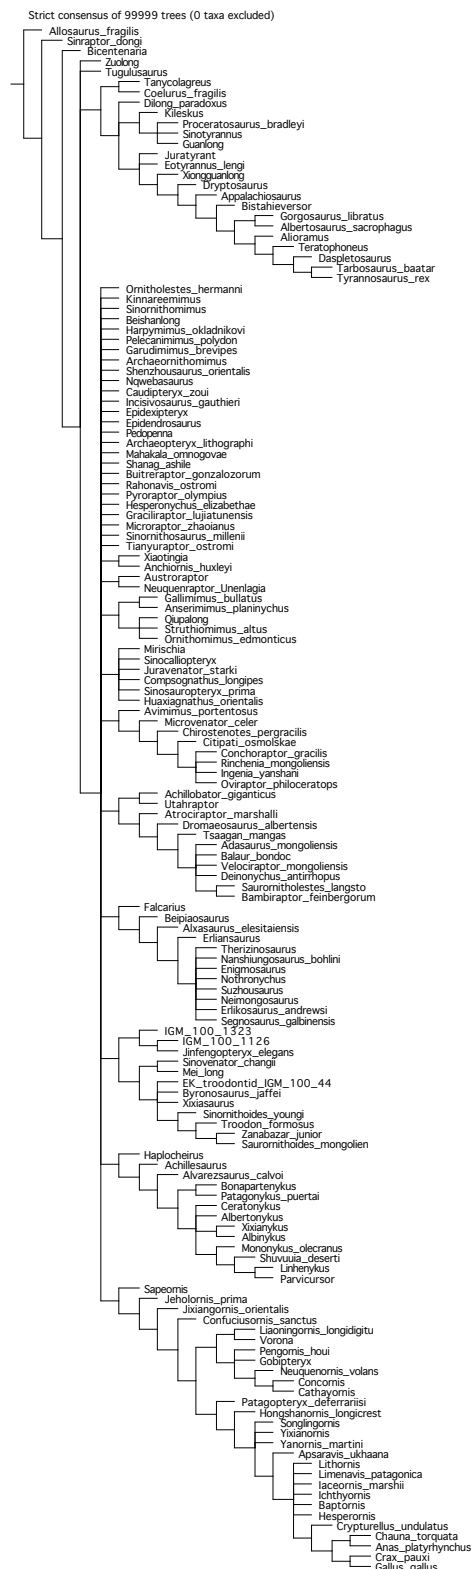 Strict consensus of 99999 trees (0 taxa excluded)
Allosaurus_fragilis
Sinraptor_dongi
Bicentenaria
Zuolong
Tugulusaurus
Tanycolagreus
Coelurus_fragilis
Dilong_paradoxus
Kileskus
Proceratosaurus_bradleyi
Sinotyrannus
Guanlong
Juratyrant
Eotyrannus_lengi
Xiongguanlong
Dryptosaurus
Appalachiosaurus
Bistahieversor
Gorgosaurus_libratus
Albertosaurus_sacrophagus
Alioramus
Teratophoneus
Daspletosaurus
Tarbosaurus_baatar
Tyrannosaurus_rex
Ornitholestes_hermanni
Kinnareemimus
Sinornithomimus
Beishanlong
Harpymimus_okladnikovi
Pelecanimimus_polydon
Garudimimus_brevipes
Archaeornithomimus
Shenzhousaurus_orientalis
Nqwebasaurus
Caudipteryx_zoui
Incisivosaurus_gauthieri
Epidexipteryx
Epidendrosaurus
Pedopenna
Archaeopteryx_lithographi
Mahakala_omnogovae
Shanag_ashile
Buitreraptor_gonzalozorum
Rahonavis_ostromi
Pyroraptor_olympius
Hesperonychus_elizabethae
Graciliraptor_lujiatunensis
Microraptor_zhaoianus
Sinornithosaurus_millenii
Tianyuraptor_ostromi
Xiaotingia
Anchiornis_huxleyi
Austroraptor
Neuquenraptor_Unenlagia
Gallimimus_bullatus
Anserimimus_planinychus
Qiupalong
Struthiomimus_altus
Ornithomimus_edmonticus
Mirischia
Sinocalliopteryx
Juravenator_starki
Compsognathus_longipes
Sinosauropteryx_prima
Huaxiagnathus_orientalis
Avimimus_portentosus
Microvenator_celer
Chirostenotes_pergracilis
Citipati_osmolskae
Conchoraptor_gracilis
Rinchenia_mongoliensis
Ingenia_yanshani
Oviraptor_philoceratops
Achillobator_giganticus
Utahraptor
Atrociraptor_marshalli
Dromaeosaurus_albertensis
Tsaagan_mangas
Adasaurus_mongoliensis
Balaur_bondoc
Velociraptor_mongoliensis
Deinonychus_antirrhopus
Saurornitholestes_langsto
Bambiraptor_feinbergorum
Falcarius
Beipiaosaurus
Alxasaurus_elesitaiensis
Erliansaurus
Therizinosaurus
Nanshiungosaurus_bohlini
Enigmosaurus
Nothronychus
Suzhousaurus
Neimongosaurus
Erlikosaurus_andrewsi
Segnosaurus_galbinensis
IGM_100_1323
IGM_100_1126
Jinfengopteryx_elegans
Sinovenator_changii
Mei_long
EK_troodontid_IGM_100_44
Byronosaurus_jaffei
Xixiasaurus
Sinornithoides_youngi
Troodon_formosus
Zanabazar_junior
Saurornithoides_mongolien
Haplocheirus
Achillesaurus
Alvarezsaurus_calvoi
Bonapartenykus
Patagonykus_puertai
Ceratonykus
Albertonykus
Xixianykus
Albinykus
Mononykus_olecranus
Shuvuuia_deserti
Linhenykus
Parvicursor
Sapeornis
Jeholornis_prima
Jixiangornis_orientalis
Confuciusornis_sanctus
Liaoningornis_longidigitu
Vorona
Pengornis_houi
Gobipteryx
Neuquenornis_volans
Concornis
Cathayornis
Patagopteryx_deferrariisi
Hongshanornis_longicrest
Songlingornis
Yixianornis
Yanornis_martini
Apsaravis_ukhaana
Lithornis
Limenavis_patagonica
Iaceornis_marshii
Ichthyornis
Baptornis
Hesperornis
Crypturellus_undulatus
Chauna_torquata
Anas_platyrhynchus
Crax_pauxi
Gallus_gallus